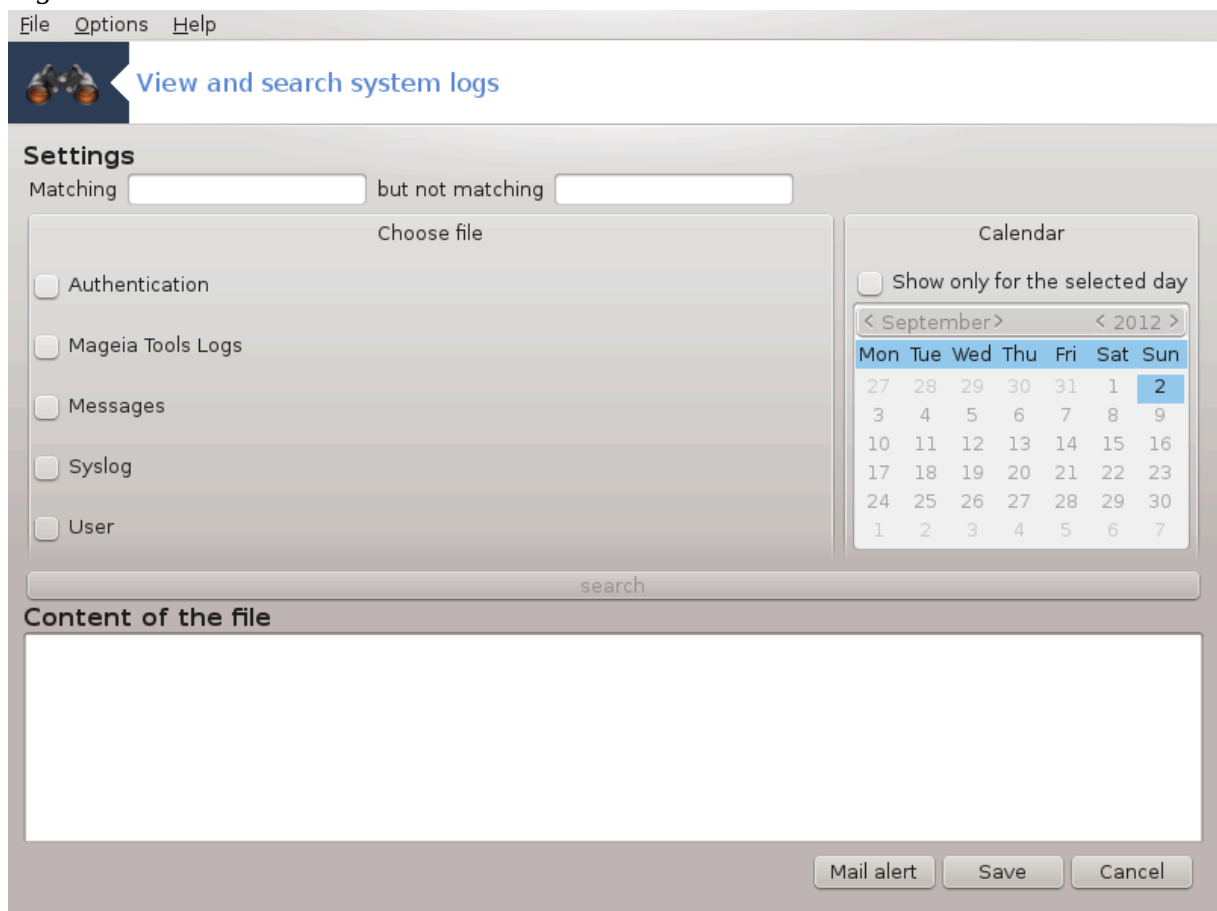 File Options Help
View and search system logs
Settings
Matching but not matching
Choose file
Authentication
Mageia Tools Logs
Messages
Syslog
User
Calendar
Show only for the selected day
< September > < 2012 >
Mon Tue Wed Thu Fri Sat Sun
27 28 29 30 31 1 2
3 4 5 6 7 8 9
10 11 12 13 14 15 16
17 18 19 20 21 22 23
24 25 26 27 28 29 30
1 2 3 4 5 6 7
search
Content of the file
Mail alert Save Cancel